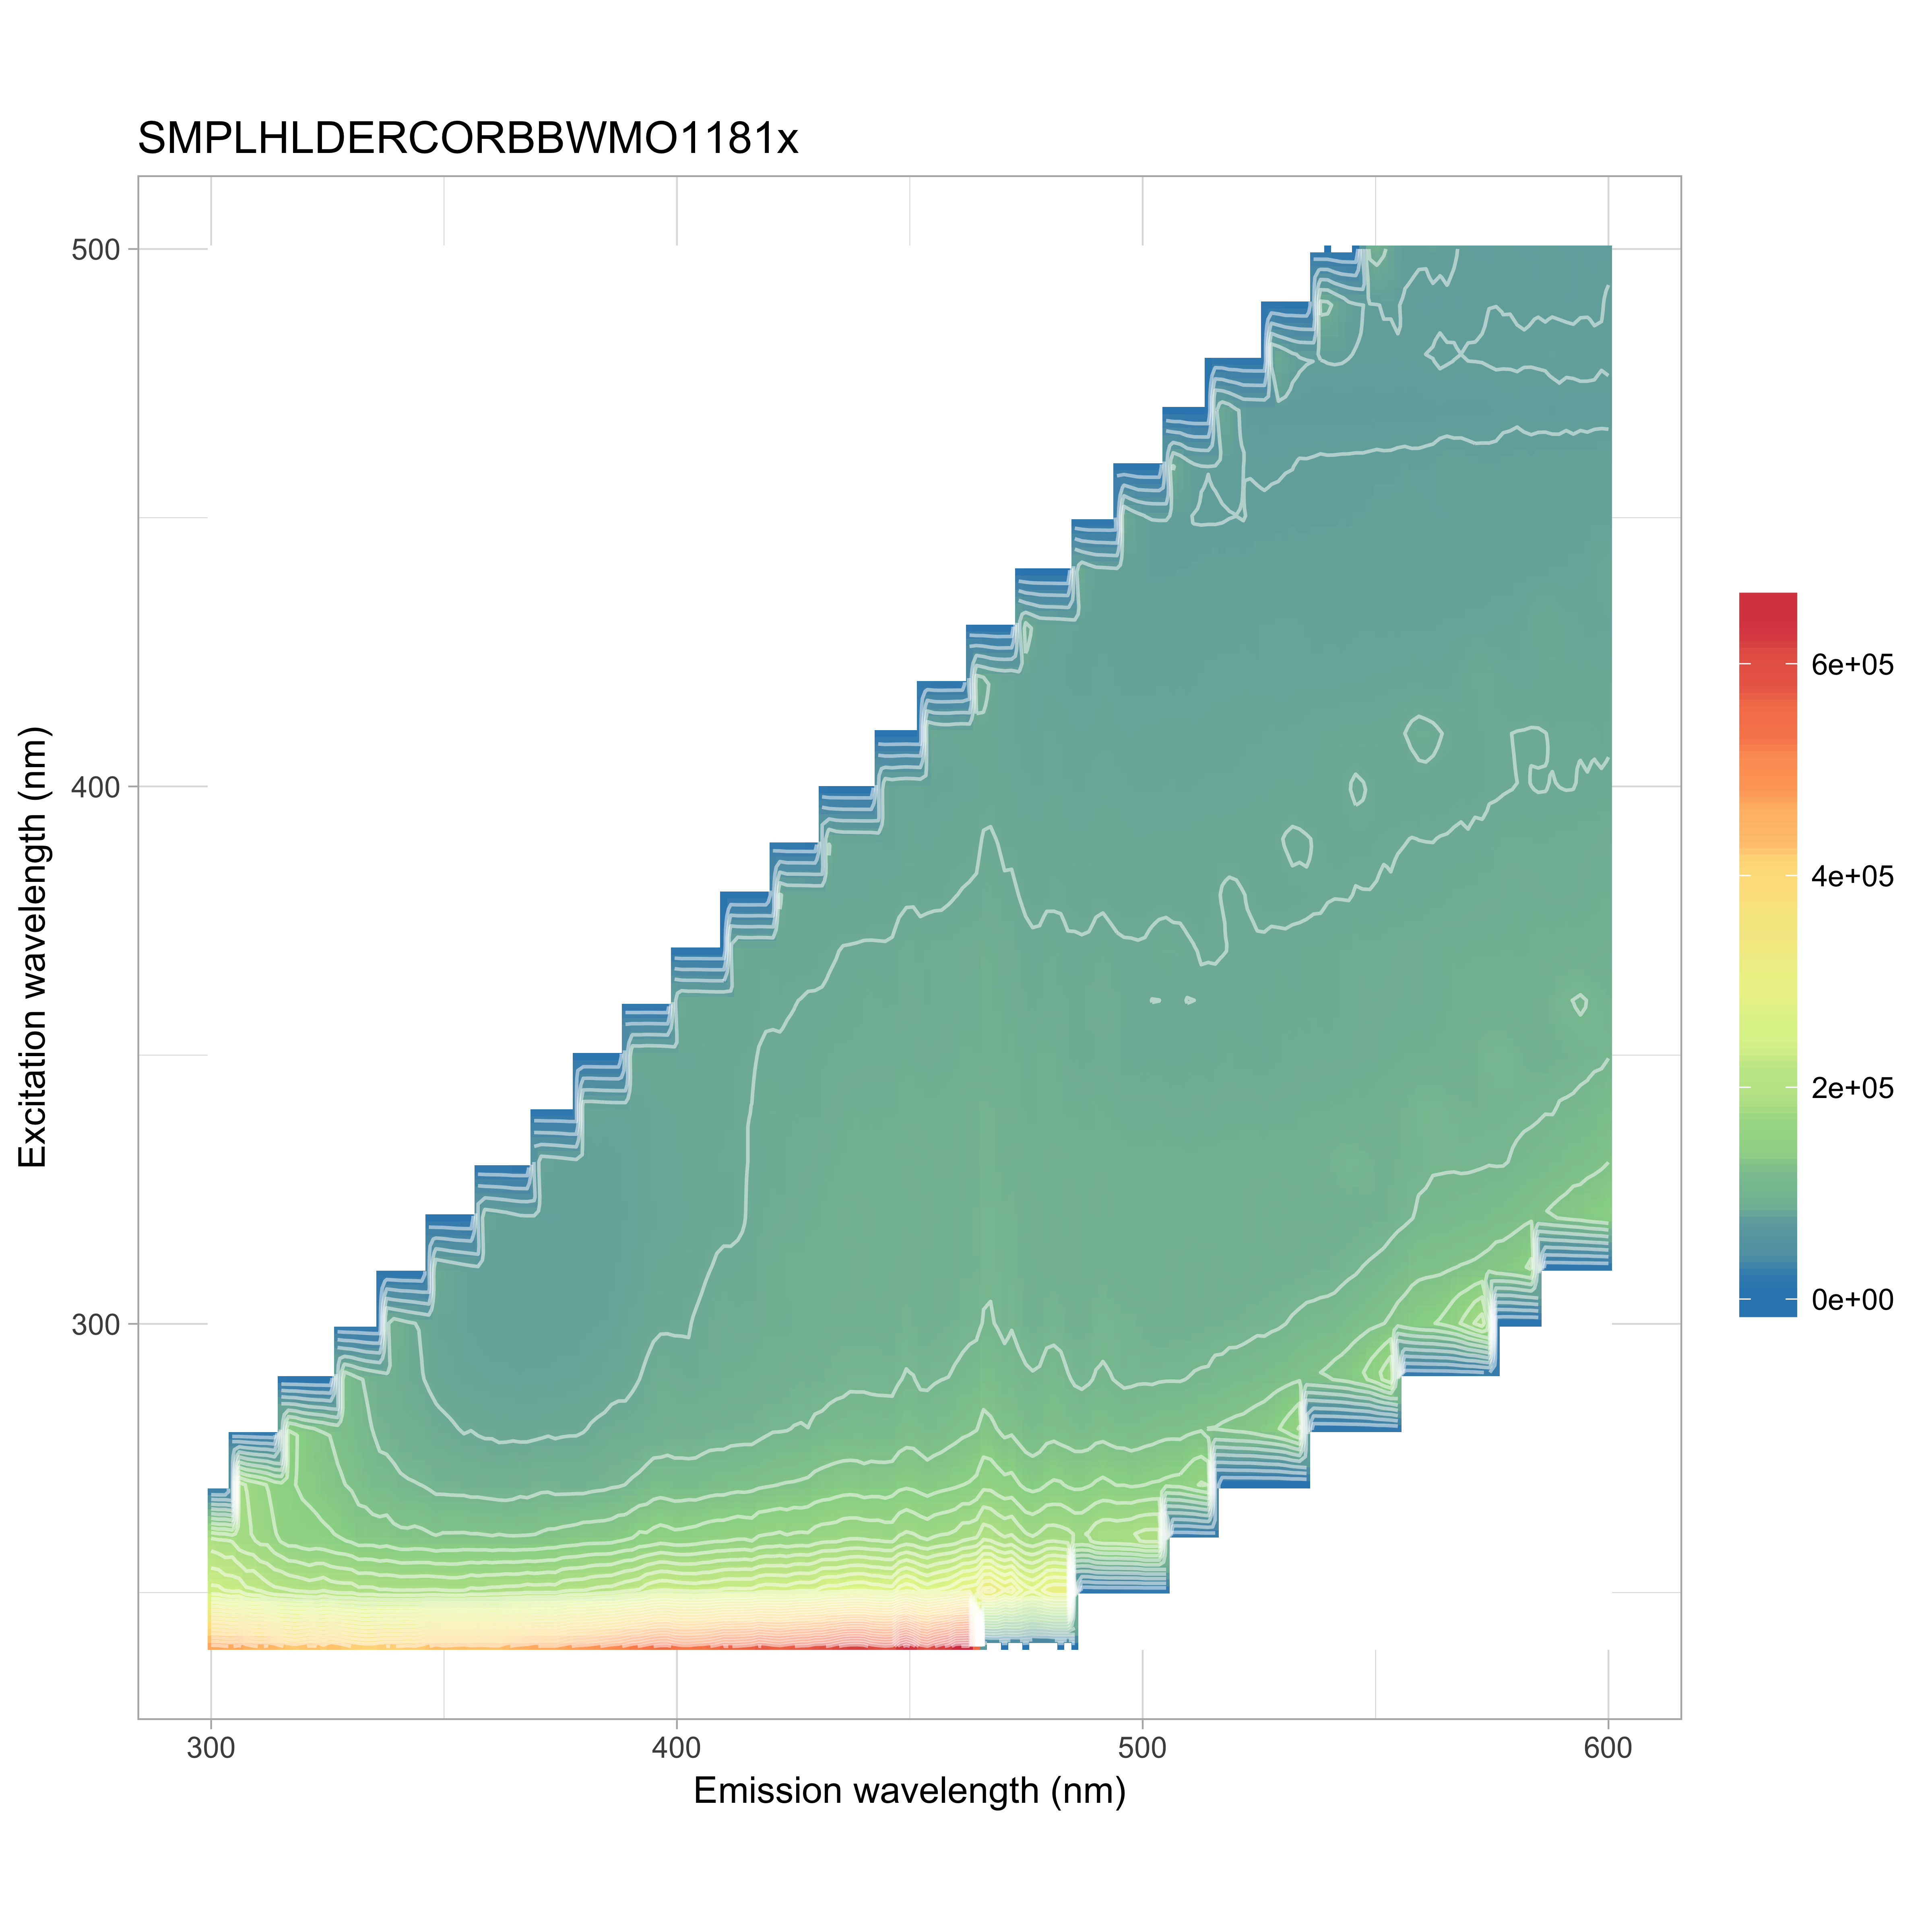 SMPLHLDERCORBBWMO1181x
500
400
300
Excitation wavelength (nm)
300 400 500 600
Emission wavelength (nm)
6e+05
4e+05
2e+05
0e+00